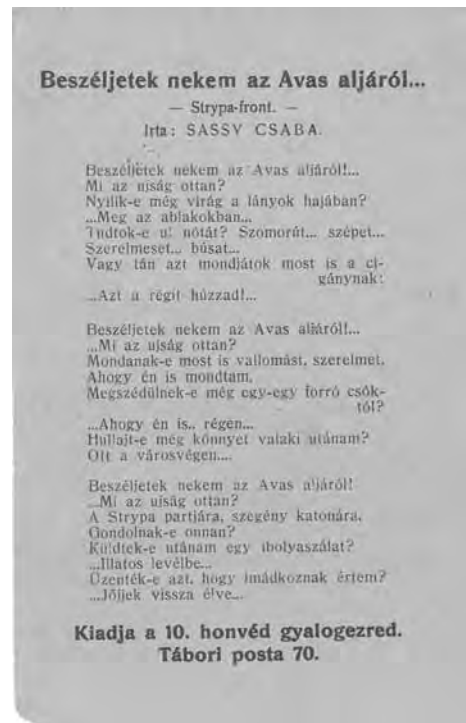 Beszéljetek nekem az Avas aljáról...
— Strypa-front. —
Irta: SASSY CSABA.
Beszéljetek nekem az Avas aljáról!...
Mi az ujság ottan?
Nyílik-e még virág a lányok hajában?
...Meg az ablakokban...
Tudtok-e uj nótát? Szomorút... szépet...
Szerelmeset... búsat...
Vagy tán azt mondjátok most is a ci-
gánynak:
...Azt a régit húzzad!...
Beszéljetek nekem az Avas aljáról!...
...Mi az ujság ottan?
Mondanak-e most is vallomást, szerelmet,
Ahogy én is mondtam,
Megszédülnek-e még egy-egy forró csók-
tól?
...Ahogy én is.. régen...
Hullajt-e még könnyet valaki utánam?
Ott a városvégen....
Beszéljetek nekem az Avas aljáról!
...Mi az ujság ottan?
A Strypa partjára, szegény katonára,
Gondolnak-e onnan?
Küldtek-e utánam egy ibolyaszálat?
...Illatos levélbe...
Üzenték-e azt, hogy imádkoznak értem?
...Jőjjek vissza élve...
Kiadja a 10. honvéd gyalogezred.
Tábori posta 70.